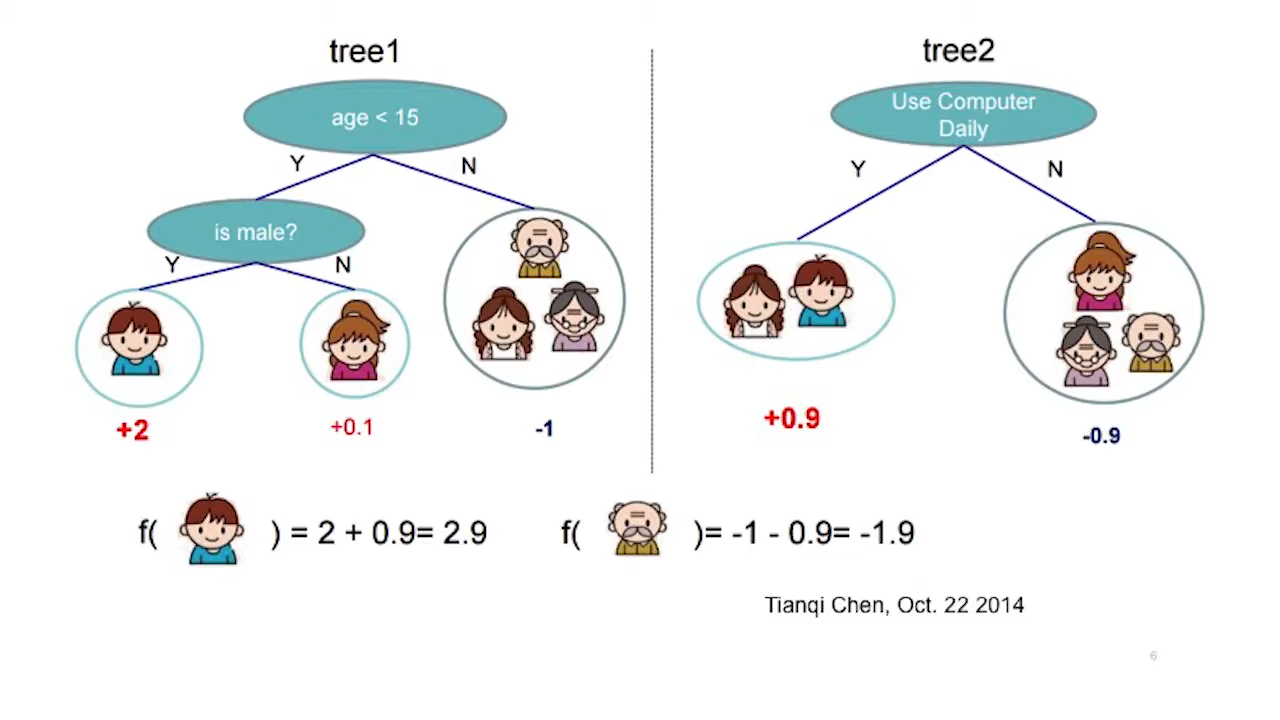 tree1
age < 15
Y
N
is male?
Y
N
+2
+0.1
-1
tree2
Use Computer
Daily
Y
N
+0.9
-0.9
f( ) = 2 + 0.9= 2.9
f( )= -1 - 0.9= -1.9
Tianqi Chen, Oct. 22 2014
6